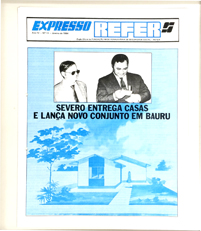 EXPRESSO
REFER
SEVERO ENTREGA CASAS
E LANÇA NOVO CONJUNTO EM BAURU